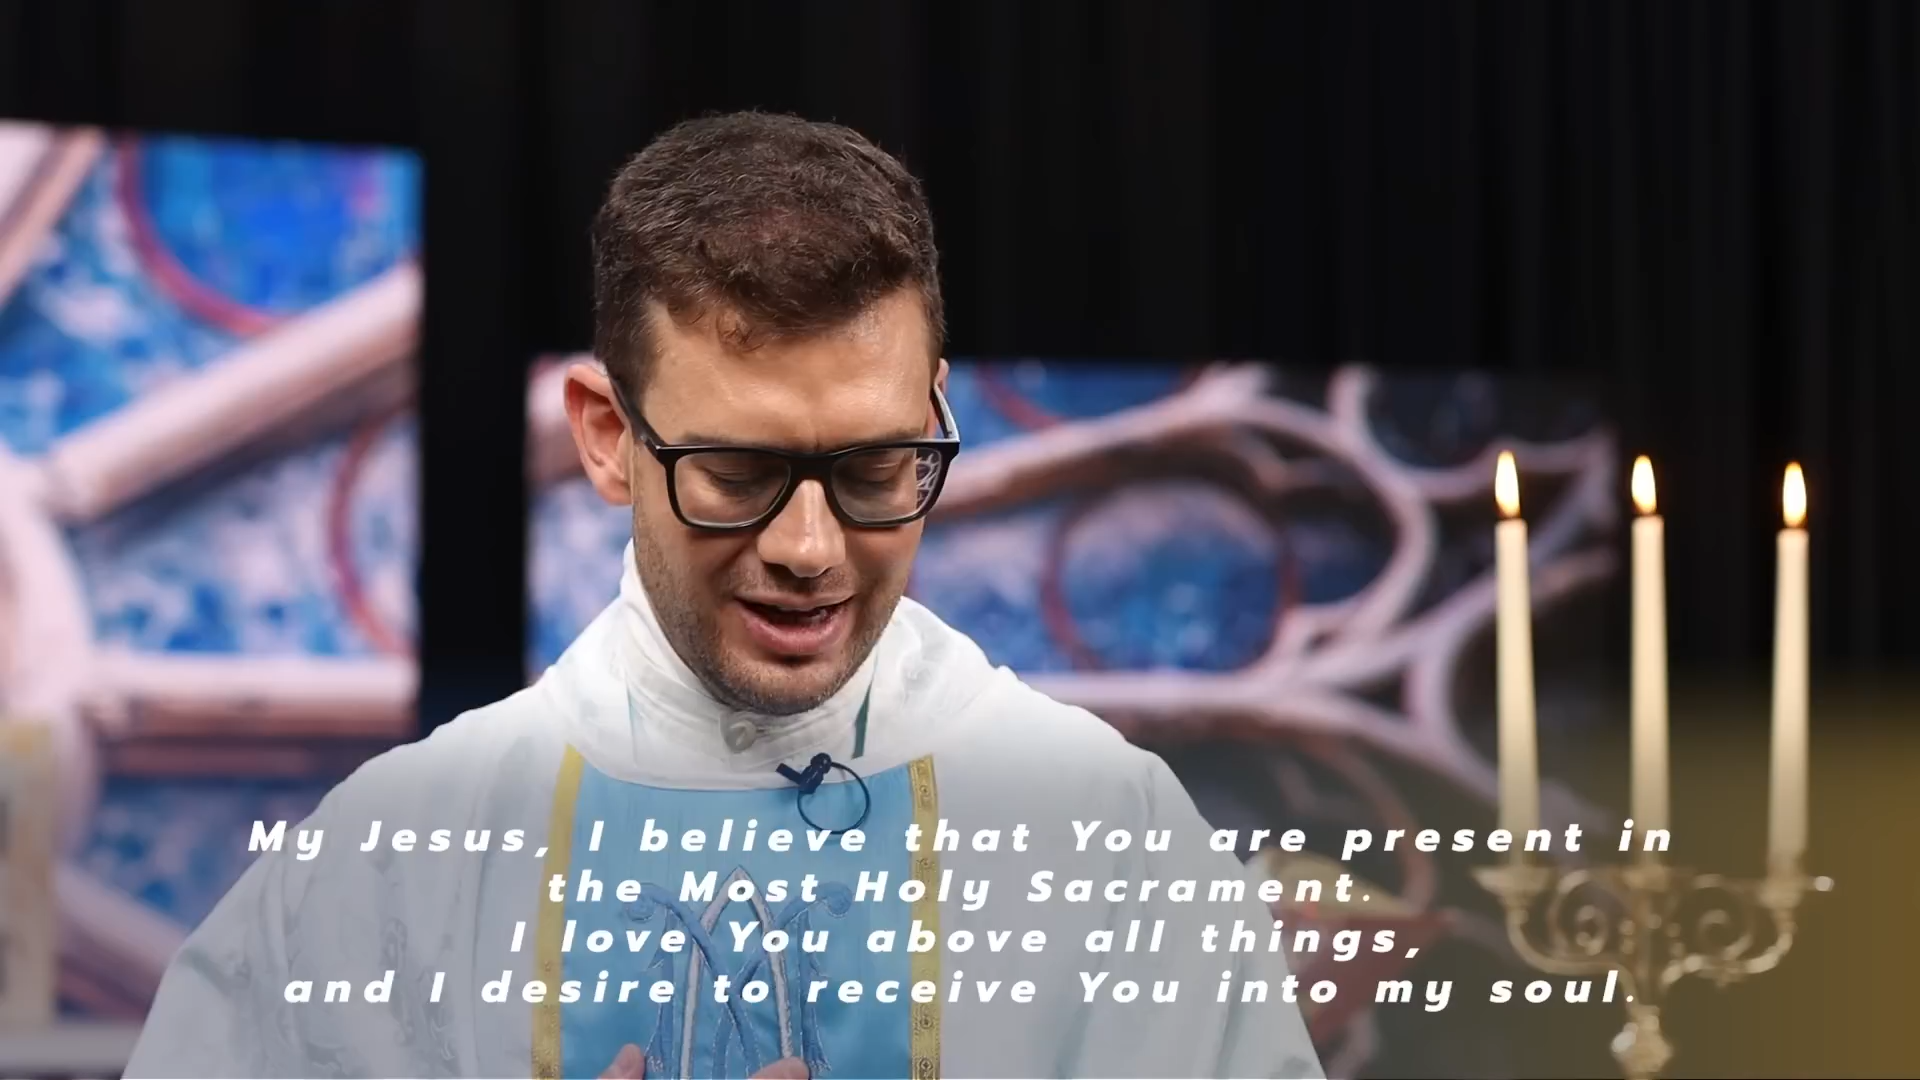 My Jesus, I believe that You are present in
the Most Holy Sacrament.
I love You above all things,
and I desire to receive You into my soul.